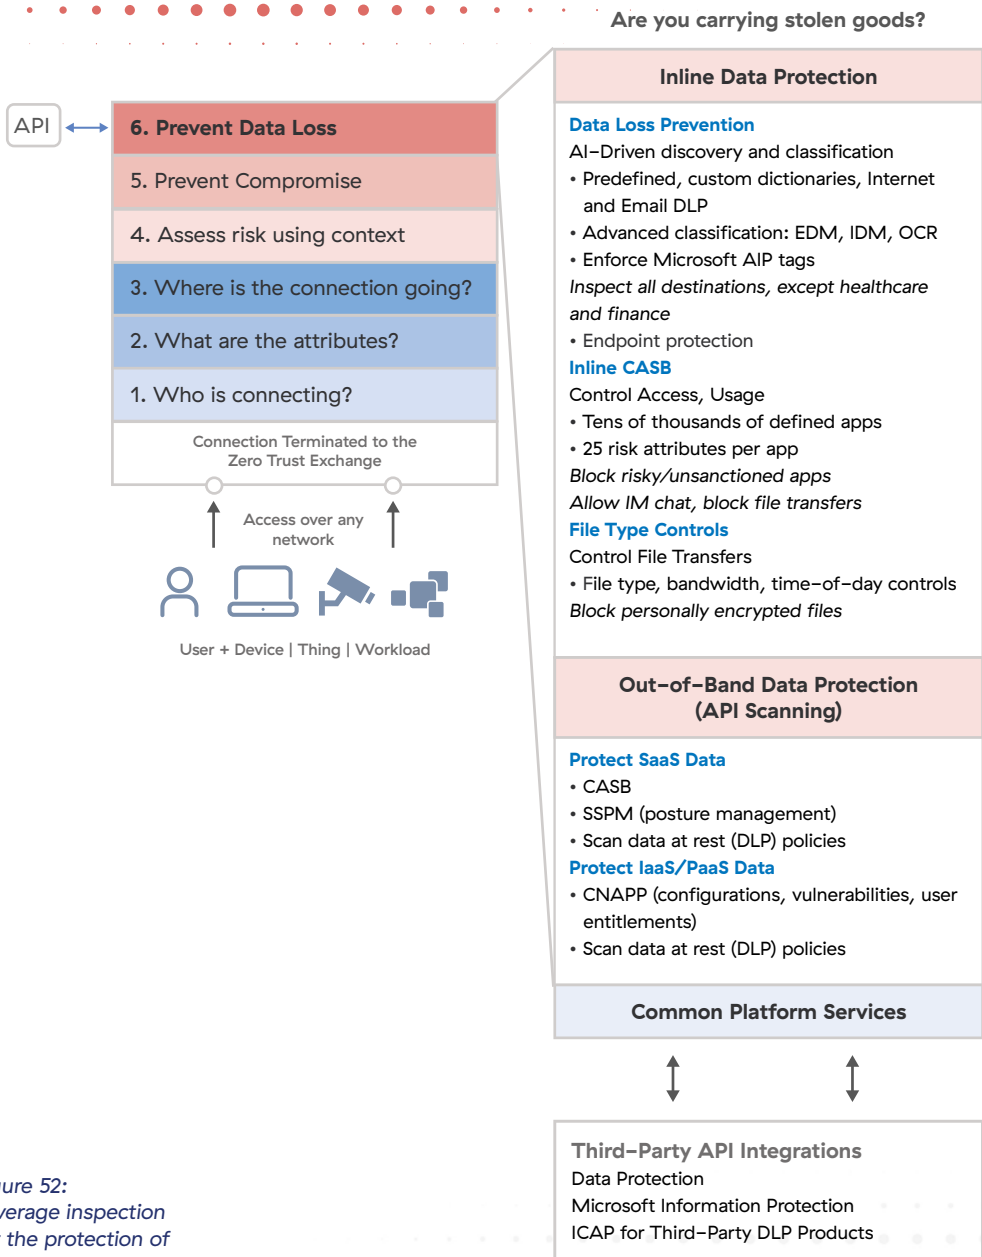 Are you carrying stolen goods?
API
6. Prevent Data Loss
5. Prevent Compromise
4. Assess risk using context
3. Where is the connection going?
2. What are the attributes?
1. Who is connecting?
Connection Terminated to the
Zero Trust Exchange
Access over any
network
User + Device | Thing | Workload
Inline Data Protection
Data Loss Prevention
AI-Driven discovery and classification
• Predefined, custom dictionaries, Internet
and Email DLP
• Advanced classification: EDM, IDM, OCR
• Enforce Microsoft AIP tags
Inspect all destinations, except healthcare
and finance
• Endpoint protection
Inline CASB
Control Access, Usage
• Tens of thousands of defined apps
• 25 risk attributes per app
Block risky/unsanctioned apps
Allow IM chat, block file transfers
File Type Controls
Control File Transfers
• File type, bandwidth, time-of-day controls
Block personally encrypted files
Out-of-Band Data Protection
(API Scanning)
Protect SaaS Data
• CASB
• SSPM (posture management)
• Scan data at rest (DLP) policies
Protect IaaS/PaaS Data
• CNAPP (configurations, vulnerabilities, user
entitlements)
• Scan data at rest (DLP) policies
Common Platform Services
Third-Party API Integrations
Data Protection
Microsoft Information Protection
ICAP for Third-Party DLP Products
52:
inspection
the protection of